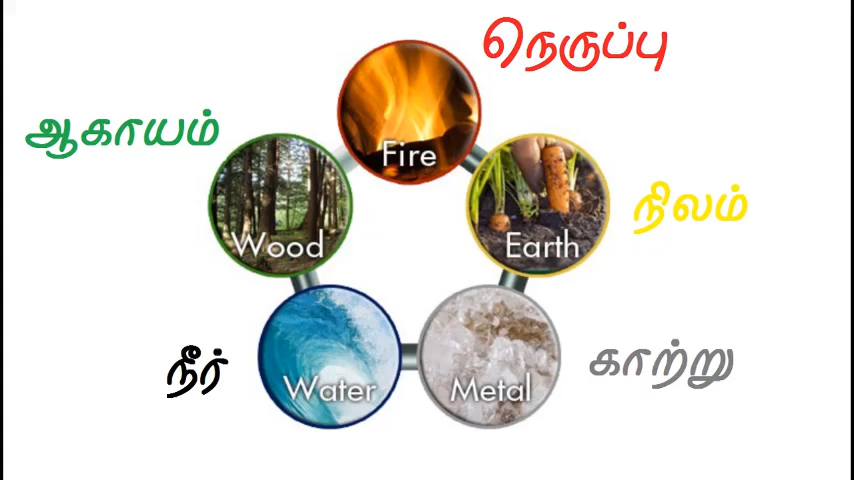 நெருப்பு
Fire
ஆகாயம்
Wood
Earth
நிலம்
நீர்
Water
Metal
காற்று